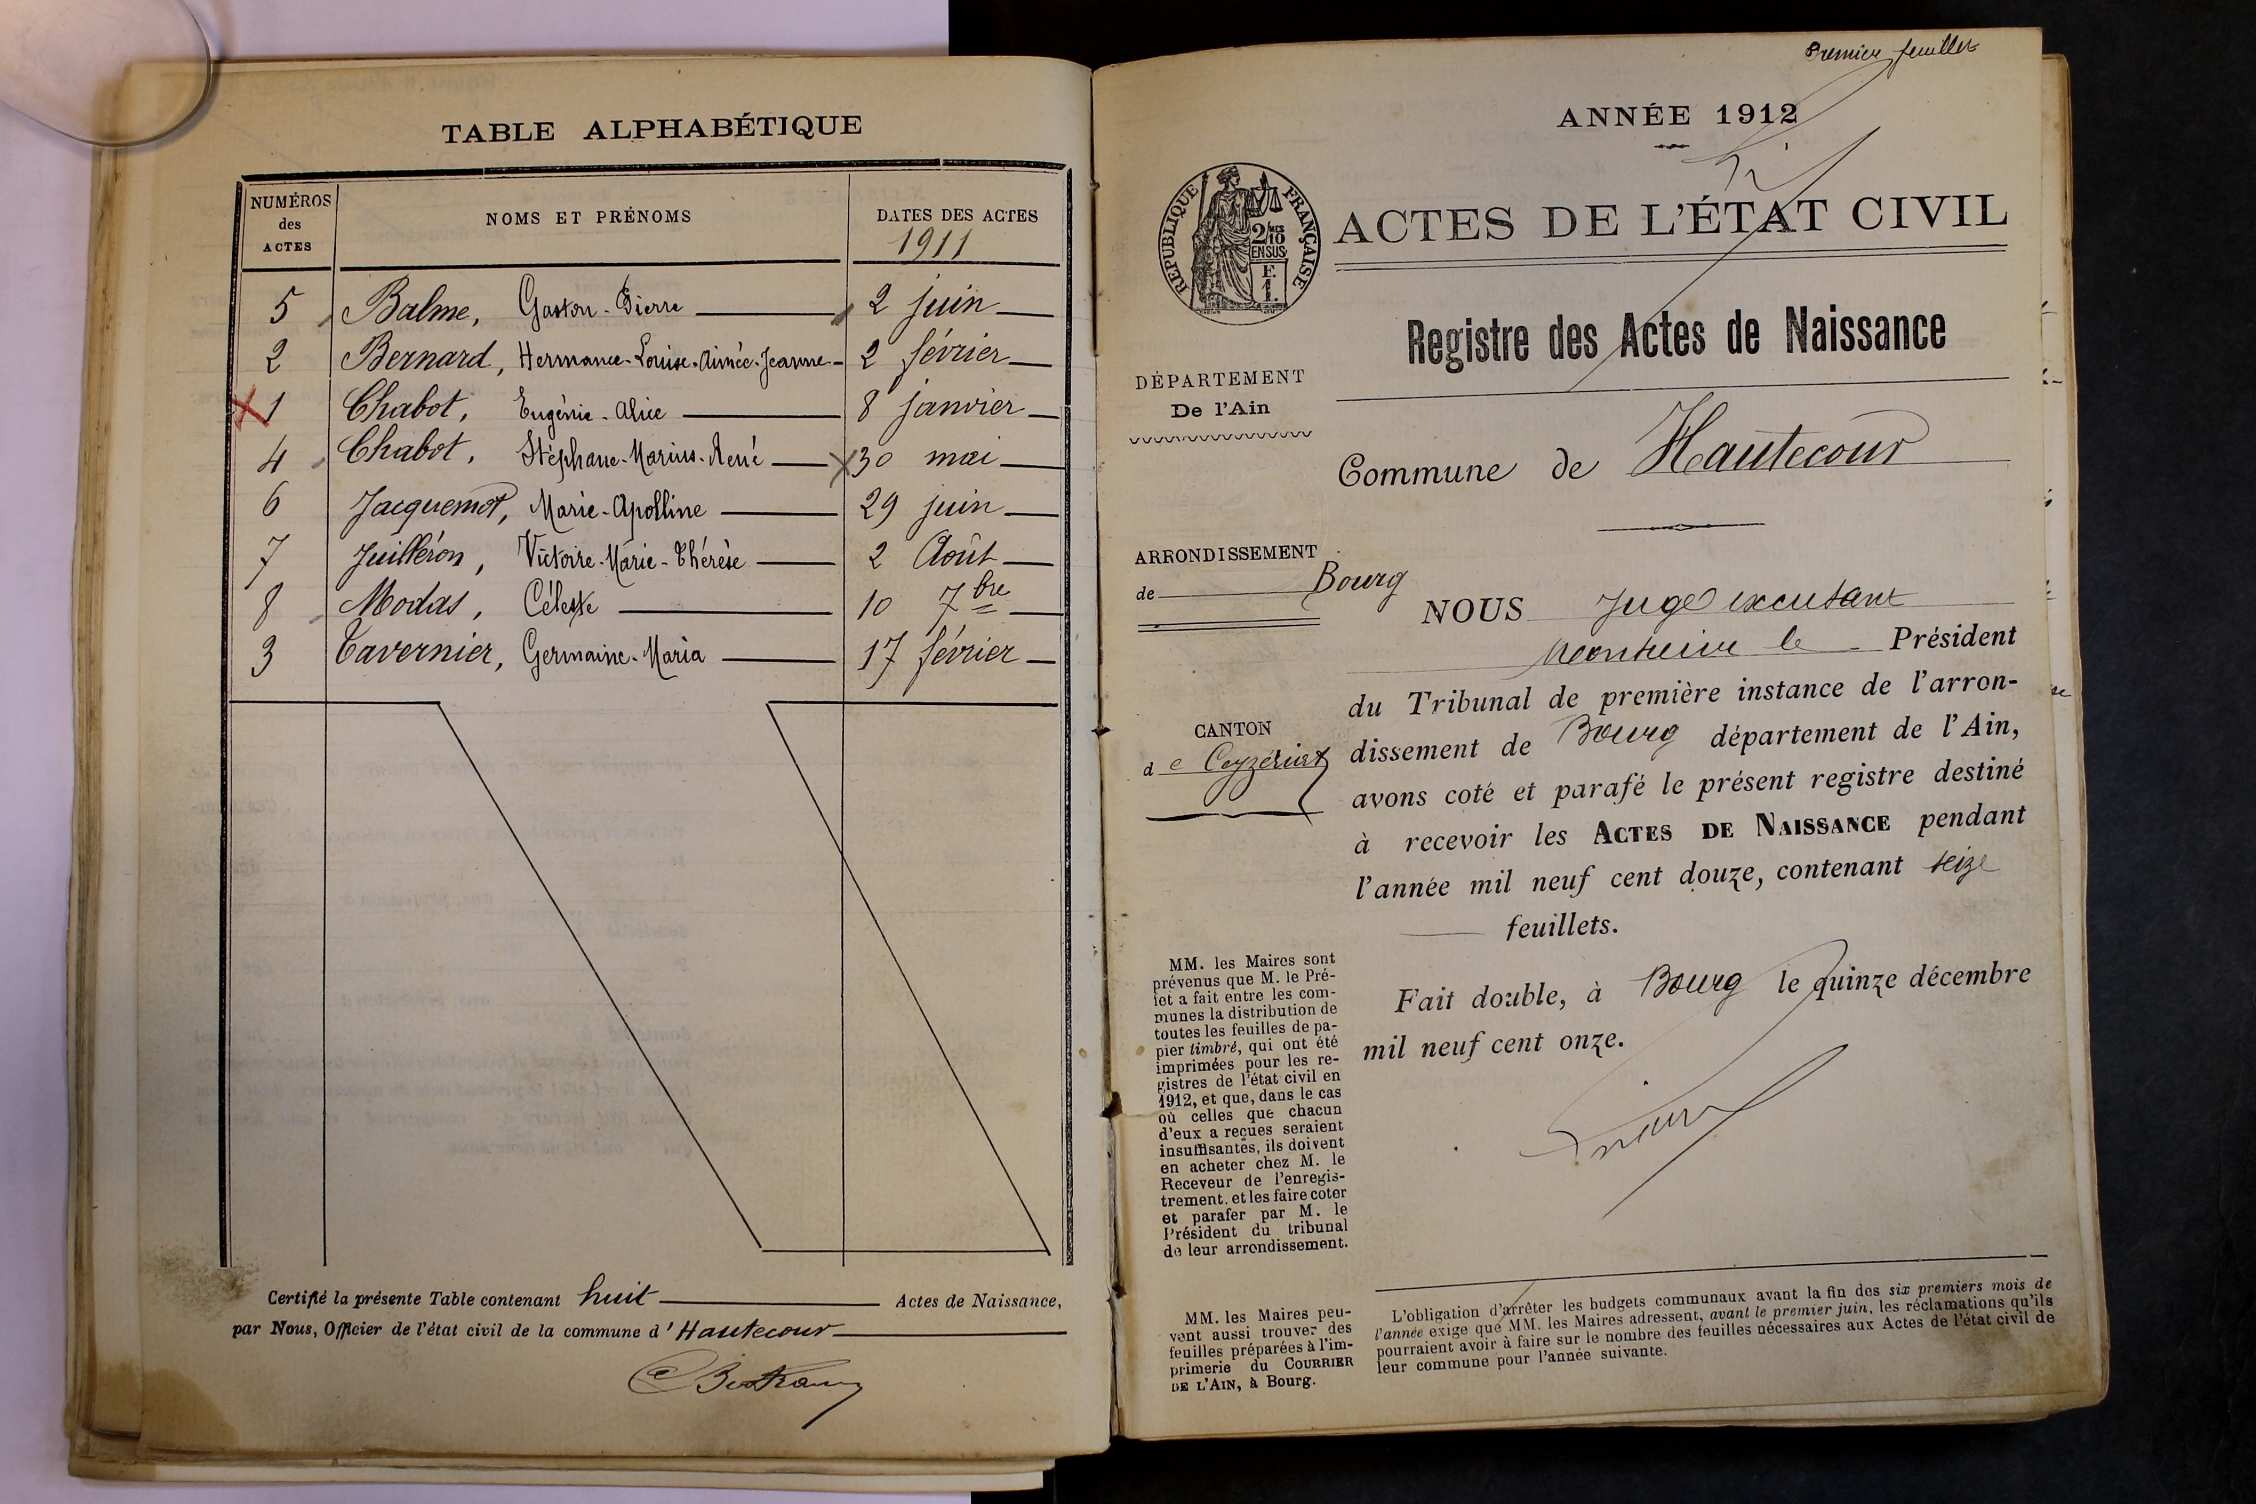 TABLE ALPHABÉTIQUE
NUMÉROS des ACTES NOMS ET PRÉNOMS DATES DES ACTES
1911
5 Balme, Gaston-Pierre 2 juin
2 Bernard, Hermance-Louise-Aimée-Jeanne 2 février
1 Chabot, Eugénie-Alice 8 janvier
4 Chabot, Stéphane-Marius-René 30 mai
6 Jacquemot, Marie-Apolline 29 juin
7 Juilléron, Victoire-Marie-Thérèse 2 Août
8 Modas, Céleste 10 7bre
3 Tavernier, Germaine-Maria 17 février
Certifié la présente Table contenant huit Actes de Naissance,
par Nous, Officier de l'état civil de la commune d'Hautecour
Premier feuillet
ANNÉE 1912
RÉPUBLIQUE FRANÇAISE
2/10 EN SUS
F.
1.
ACTES DE L'ÉTAT CIVIL
Registre des Actes de Naissance
DÉPARTEMENT
De l'Ain
Commune de Hautecour
ARRONDISSEMENT
de Bourg
CANTON
de Ceyzériat
NOUS Juge
Monsieur le Président
du Tribunal de première instance de l'arron-
dissement de Bourg département de l'Ain,
avons coté et parafé le présent registre destiné
à recevoir les ACTES DE NAISSANCE pendant
l'année mil neuf cent douze, contenant seize
feuillets.
Fait double, à Bourg le quinze décembre
mil neuf cent onze.
MM. les Maires sont
prévenus que M. le Pré-
fet a fait entre les com-
munes la distribution de
toutes les feuilles de pa-
pier timbré, qui ont été
imprimées pour les re-
gistres de l'état civil en
1912, et que, dans le cas
où celles que chacun
d'eux a reçues seraient
insuffisantes, ils doivent
en acheter chez M. le
Receveur de l'enregis-
trement, et les faire coter
et parafer par M. le
Président du tribunal
de leur arrondissement.
MM. les Maires peu-
vent aussi trouver des
feuilles préparées à l'im-
primerie du COURRIER
DE L'AIN, à Bourg.
L'obligation d'arrêter les budgets communaux avant la fin des six premiers mois de
l'année exige que MM. les Maires adressent, avant le premier juin, les réclamations qu'ils
pourraient avoir à faire sur le nombre des feuilles nécessaires aux Actes de l'état civil de
leur commune pour l'année suivante.